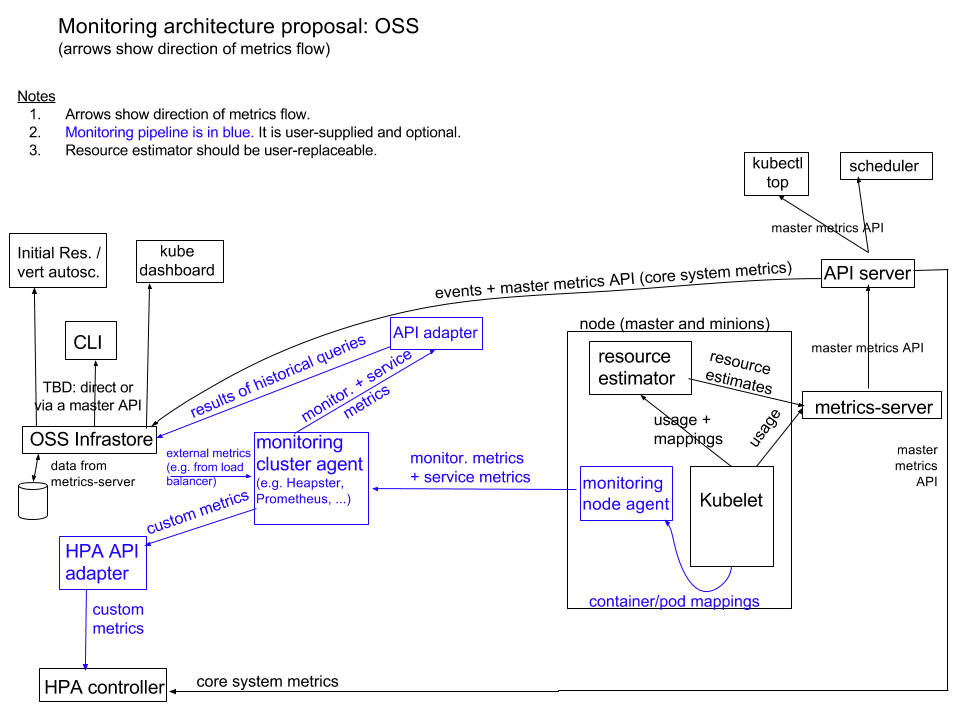 Monitoring architecture proposal: OSS
(arrows show direction of metrics flow)
Notes
1. Arrows show direction of metrics flow.
2. Monitoring pipeline is in blue. It is user-supplied and optional.
3. Resource estimator should be user-replaceable.
kubectl
top
scheduler
master metrics API
Initial Res. /
vert autosc.
kube
dashboard
API server
events + master metrics API (core system metrics)
CLI
API adapter
node (master and minions)
results of historical queries
monitor. + service
metrics
resource
estimator
resource
estimates
master metrics API
TBD: direct or
via a master API
metrics-server
usage +
mappings
usage
OSS Infrastore
monitoring
cluster agent
(e.g. Heapster,
Prometheus, ...)
external metrics
(e.g. from load
balancer)
monitor. metrics
+ service metrics
master
metrics
API
data from
metrics-server
monitoring
node agent
Kubelet
custom metrics
HPA API
adapter
container/pod mappings
custom
metrics
HPA controller
core system metrics